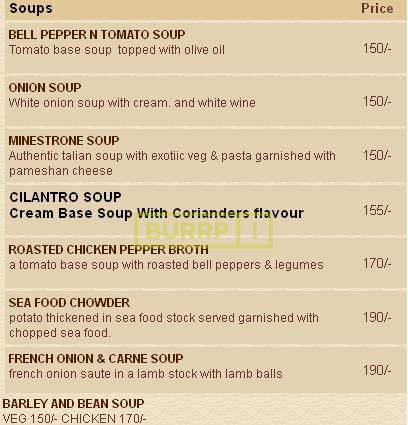 Soups Price
BELL PEPPER N TOMATO SOUP
Tomato base soup topped with olive oil 150/-
ONION SOUP
White onion soup with cream. and white wine 150/-
MINESTRONE SOUP
Authentic talian soup with exotiic veg & pasta garnished with 150/-
pameshan cheese
CILANTRO SOUP
Cream Base Soup With Corianders flavour 155/-
BURRP!
ROASTED CHICKEN PEPPER BROTH
a tomato base soup with roasted bell peppers & legumes 170/-
SEA FOOD CHOWDER
potato thickened in sea food stock served garnished with 190/-
chopped sea food.
FRENCH ONION & CARNE SOUP
french onion saute in a lamb stock with lamb balls 190/-
BARLEY AND BEAN SOUP
VEG 150/- CHICKEN 170/-